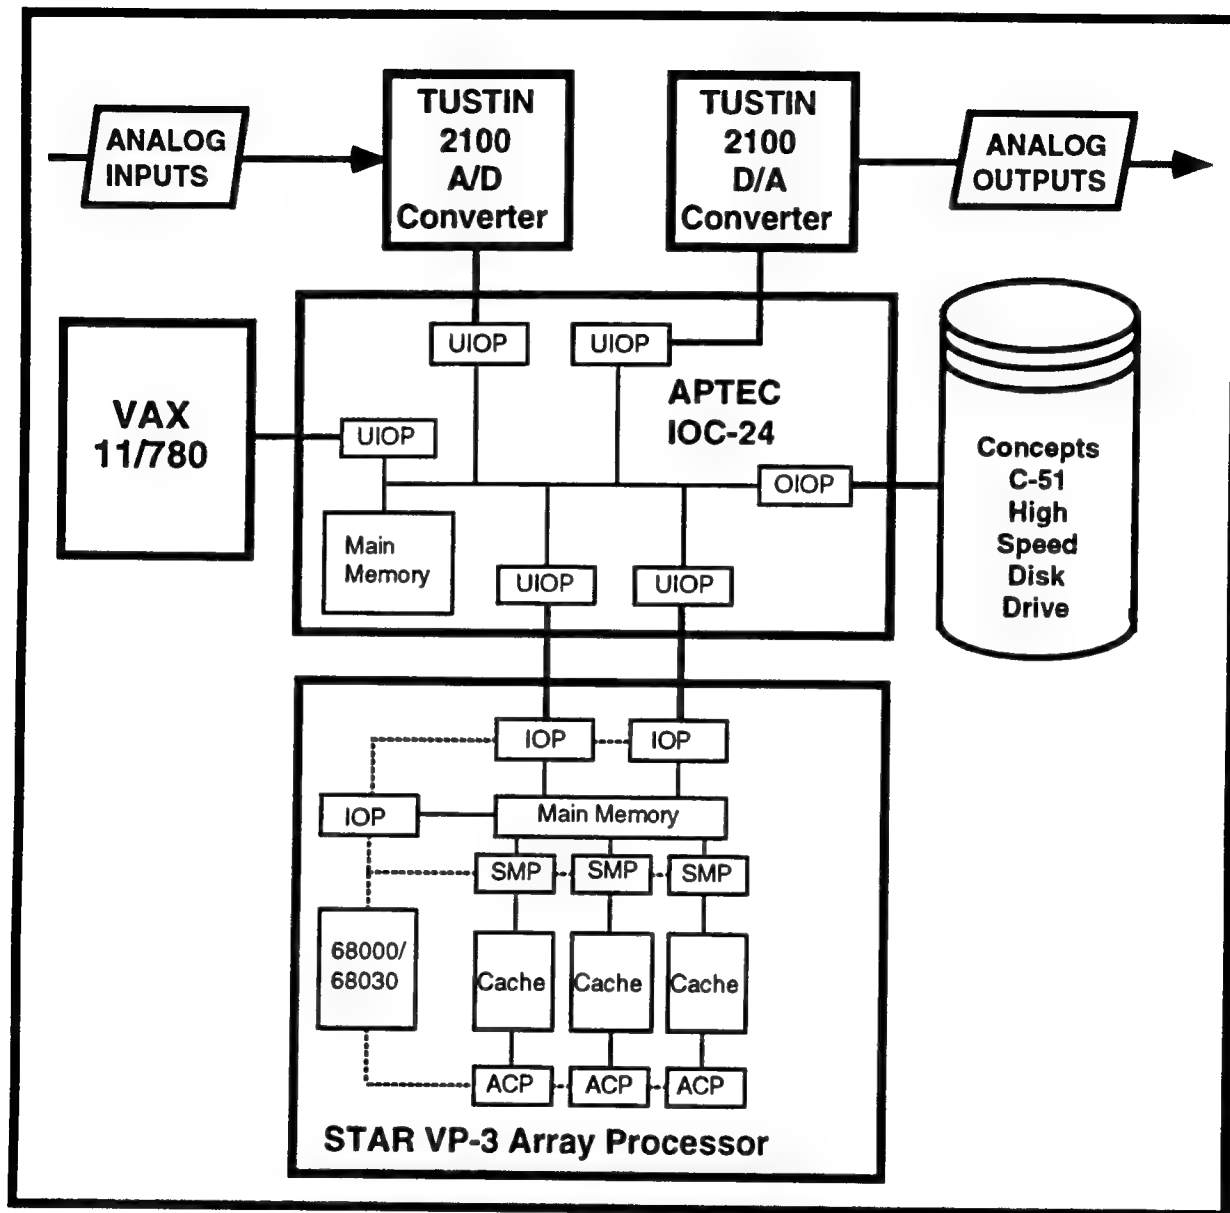 ANALOG
INPUTS
TUSTIN
2100
A/D
Converter
TUSTIN
2100
D/A
Converter
ANALOG
OUTPUTS
VAX
11/780
UIOP
UIOP
UIOP
APTEC
IOC-24
OIOP
Main
Memory
UIOP
UIOP
Concepts
C-51
High
Speed
Disk
Drive
IOP
IOP
IOP
Main Memory
SMP
SMP
SMP
68000/
68030
Cache
Cache
Cache
ACP
ACP
ACP
STAR VP-3 Array Processor